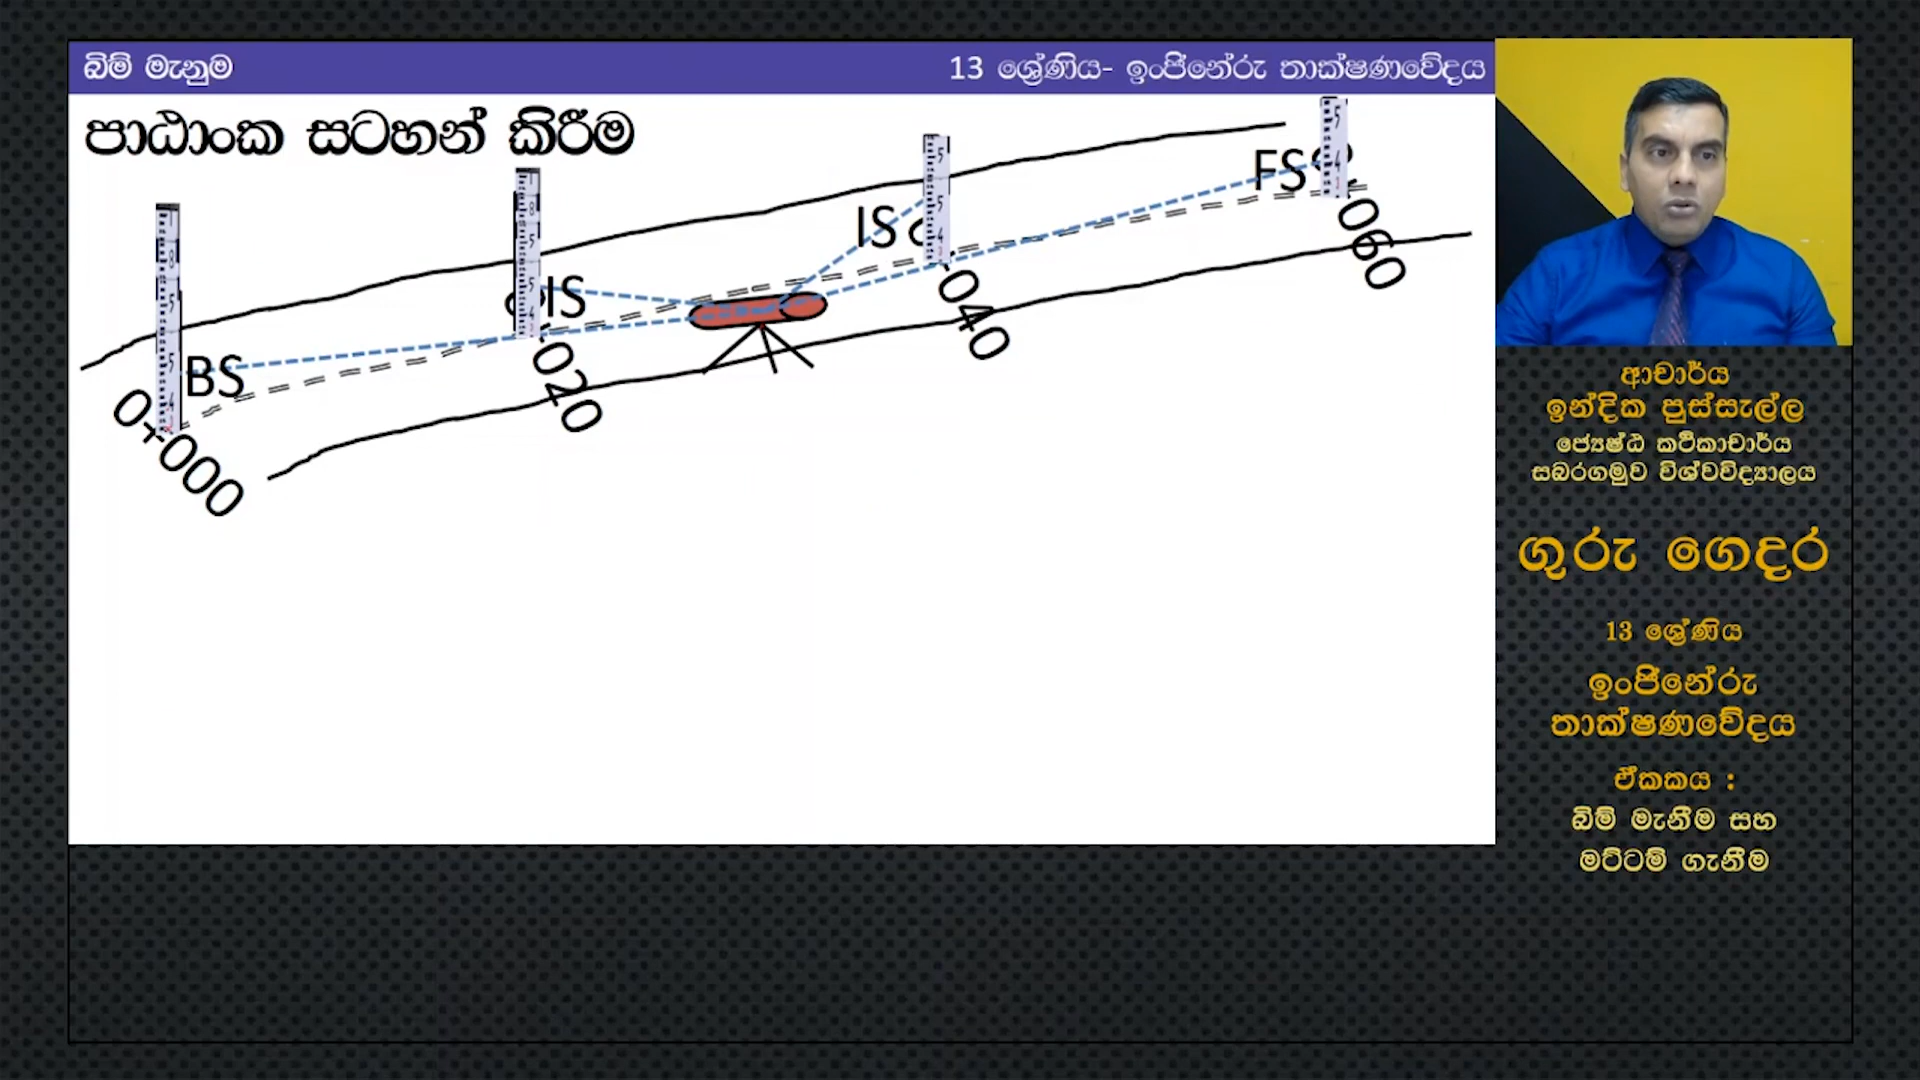 බිම් මැනුම
13 ශ්‍රේණිය- ඉංජිනේරු තාක්ෂණවේදය
පාඨාංක සටහන් කිරීම
BS
IS
IS
FS
0+000
020
040
060
ආචාර්ය
ඉන්දික පුස්සැල්ල
ජ්‍යෙෂ්ඨ කථිකාචාර්ය
සබරගමුව විශ්වවිද්‍යාලය
ගුරු ගෙදර
13 ශ්‍රේණිය
ඉංජිනේරු
තාක්ෂණවේදය
ඒකකය :
බිම් මැනීම සහ
මට්ටම් ගැනීම